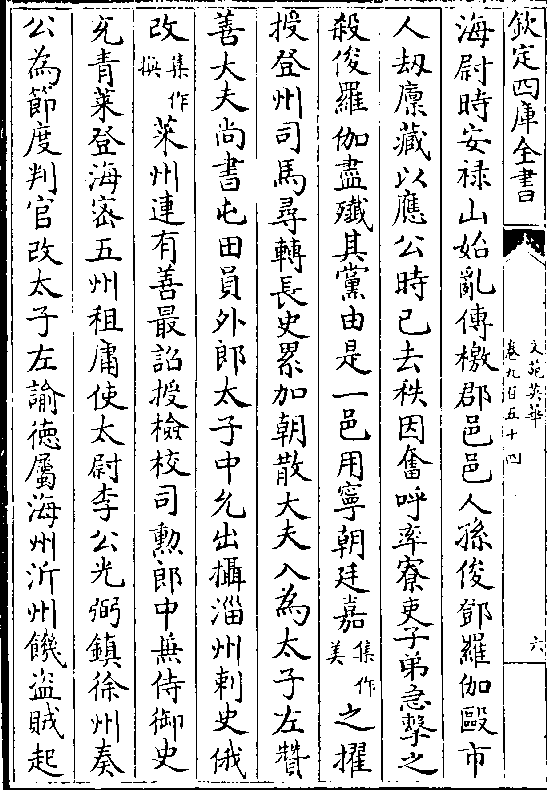 欽定四庫全書
文苑英華
卷九百五十四
六
海尉時安禄山始亂傳檄郡邑邑人孫俊鄧羅伽毆市
人刼廪藏以應公時已去秩因奮呼率寮吏子弟急擊之
殺俊羅伽盡殱其黨由是一邑用寧朝廷嘉集作美之擢
授登州司馬尋轉長史累加朝散大夫入為太子左贊
善大夫尚書屯田員外郎太子中允出攝淄州刺史俄
改集作換萊州連有善最詔授檢校司勲郎中兼侍御史
充青萊登海宻五州租庸使太尉李公光弼鎮徐州奏
公為節度判官改太子左諭徳屬海州沂州饑盗賊起